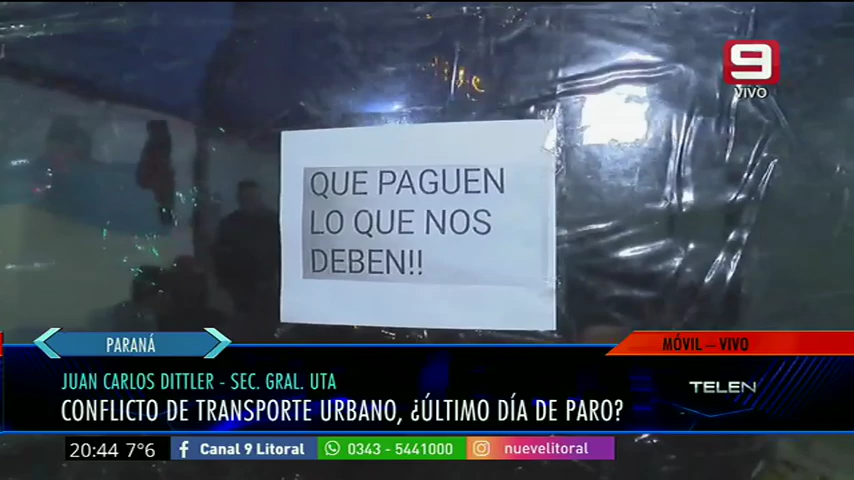 9
VIVO
QUE PAGUEN
LO QUE NOS
DEBEN!!
PARANÁ
MÓVIL – VIVO
JUAN CARLOS DITTLER - SEC. GRAL. UTA
TELEN
CONFLICTO DE TRANSPORTE URBANO, ¿ÚLTIMO DÍA DE PARO?
20:44 7°6 Canal 9 Litoral 0343 - 5441000 nuevelitoral